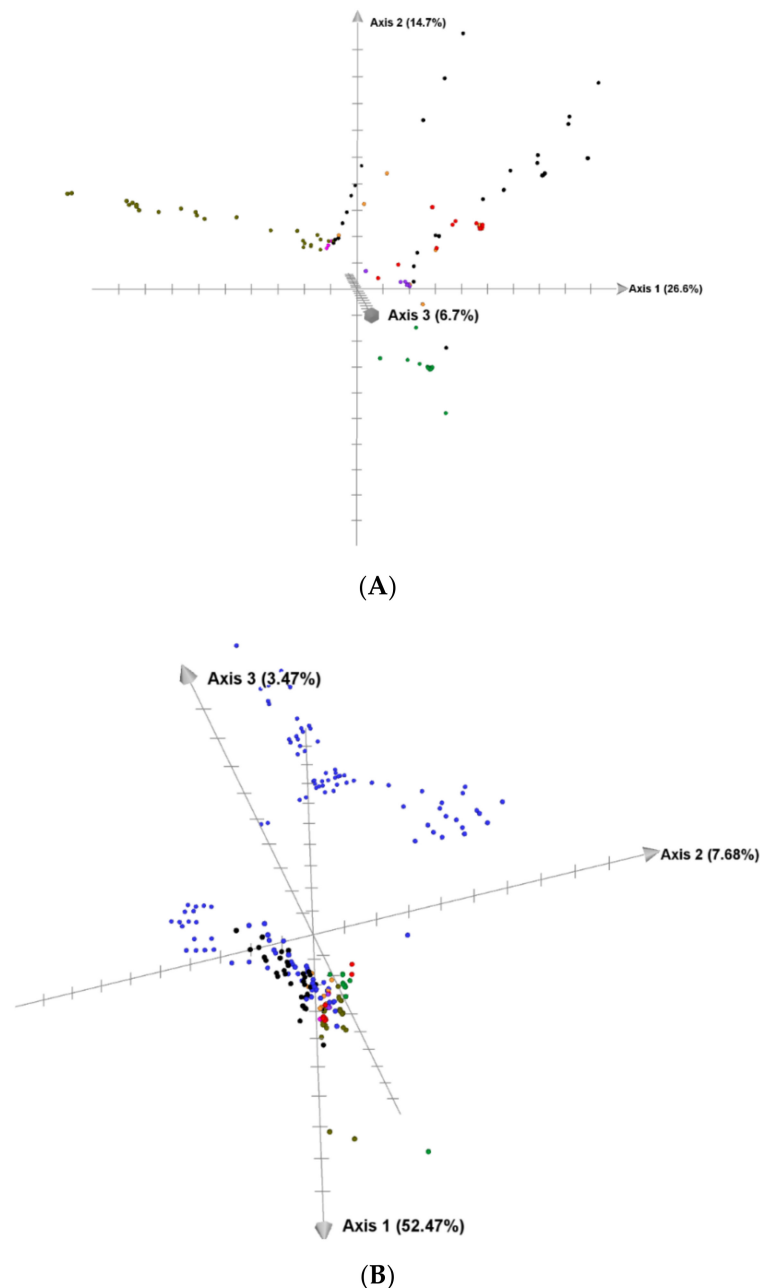 Axis 2 (14.7%)
Axis 1 (26.6%)
Axis 3 (6.7%)
(A)
Axis 3 (3.47%)
Axis 2 (7.68%)
Axis 1 (52.47%)
(B)